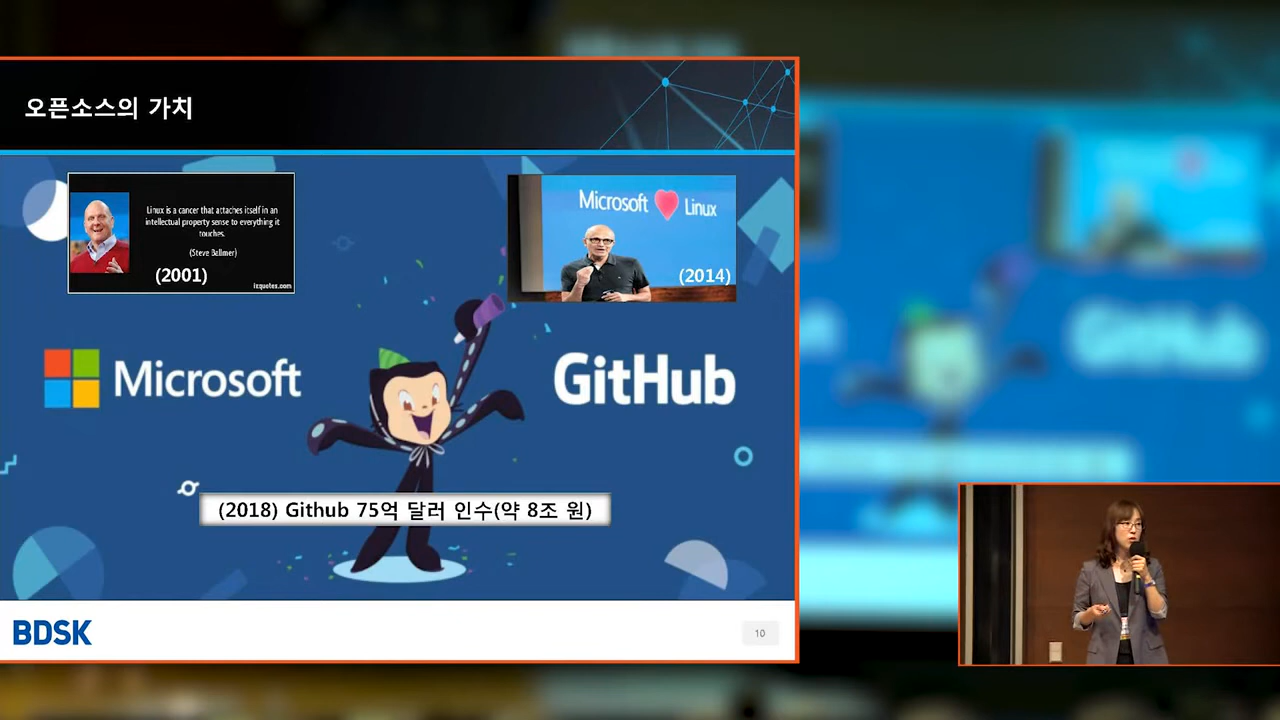 오픈소스의 가치
Linux is a cancer that attaches itself in an
intellectual property sense to everything it
touches.
(Steve Ballmer)
(2001)
izquotes.com
Microsoft Linux
(2014)
Microsoft
GitHub
(2018) Github 75억 달러 인수(약 8조 원)
BDSK
10
GitHub